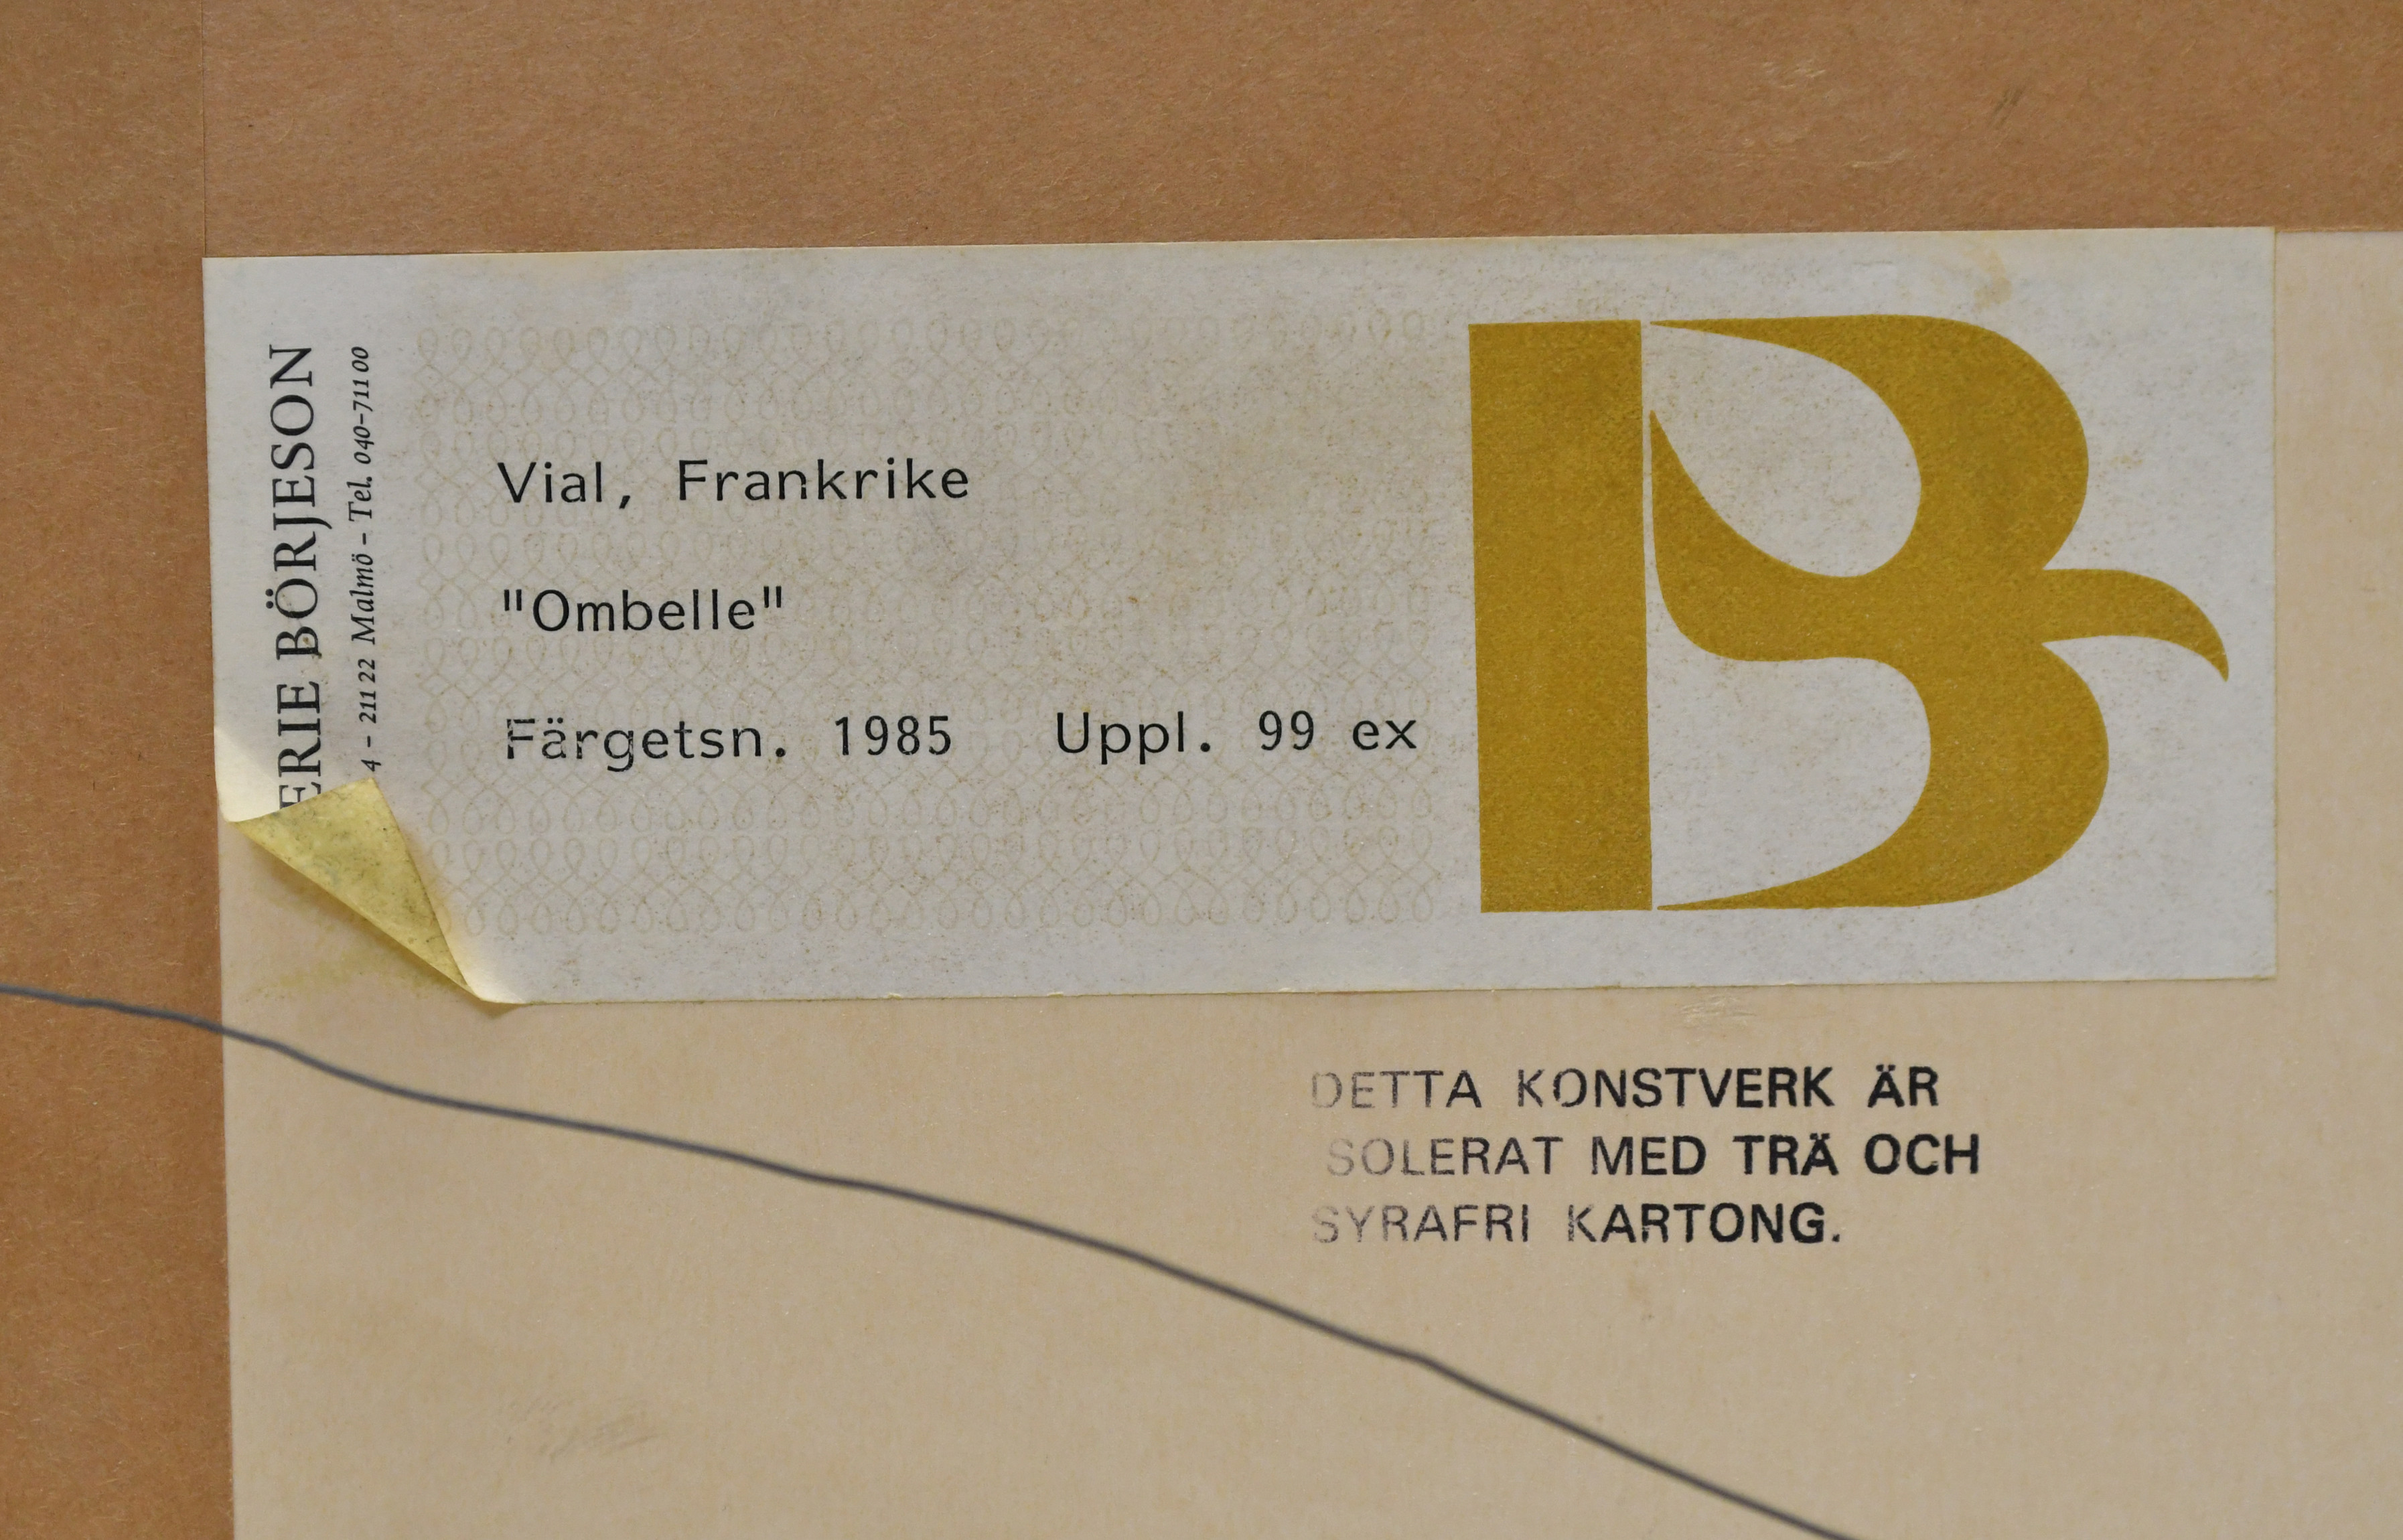 ERIE BÖRJESON
4 – 211 22 Malmö – Tel. 040-711 00
Vial, Frankrike
"Ombelle"
Färgetsn. 1985 Uppl. 99 ex
B
DETTA KONSTVERK ÄR
SOLERAT MED TRÄ OCH
SYRAFRI KARTONG.